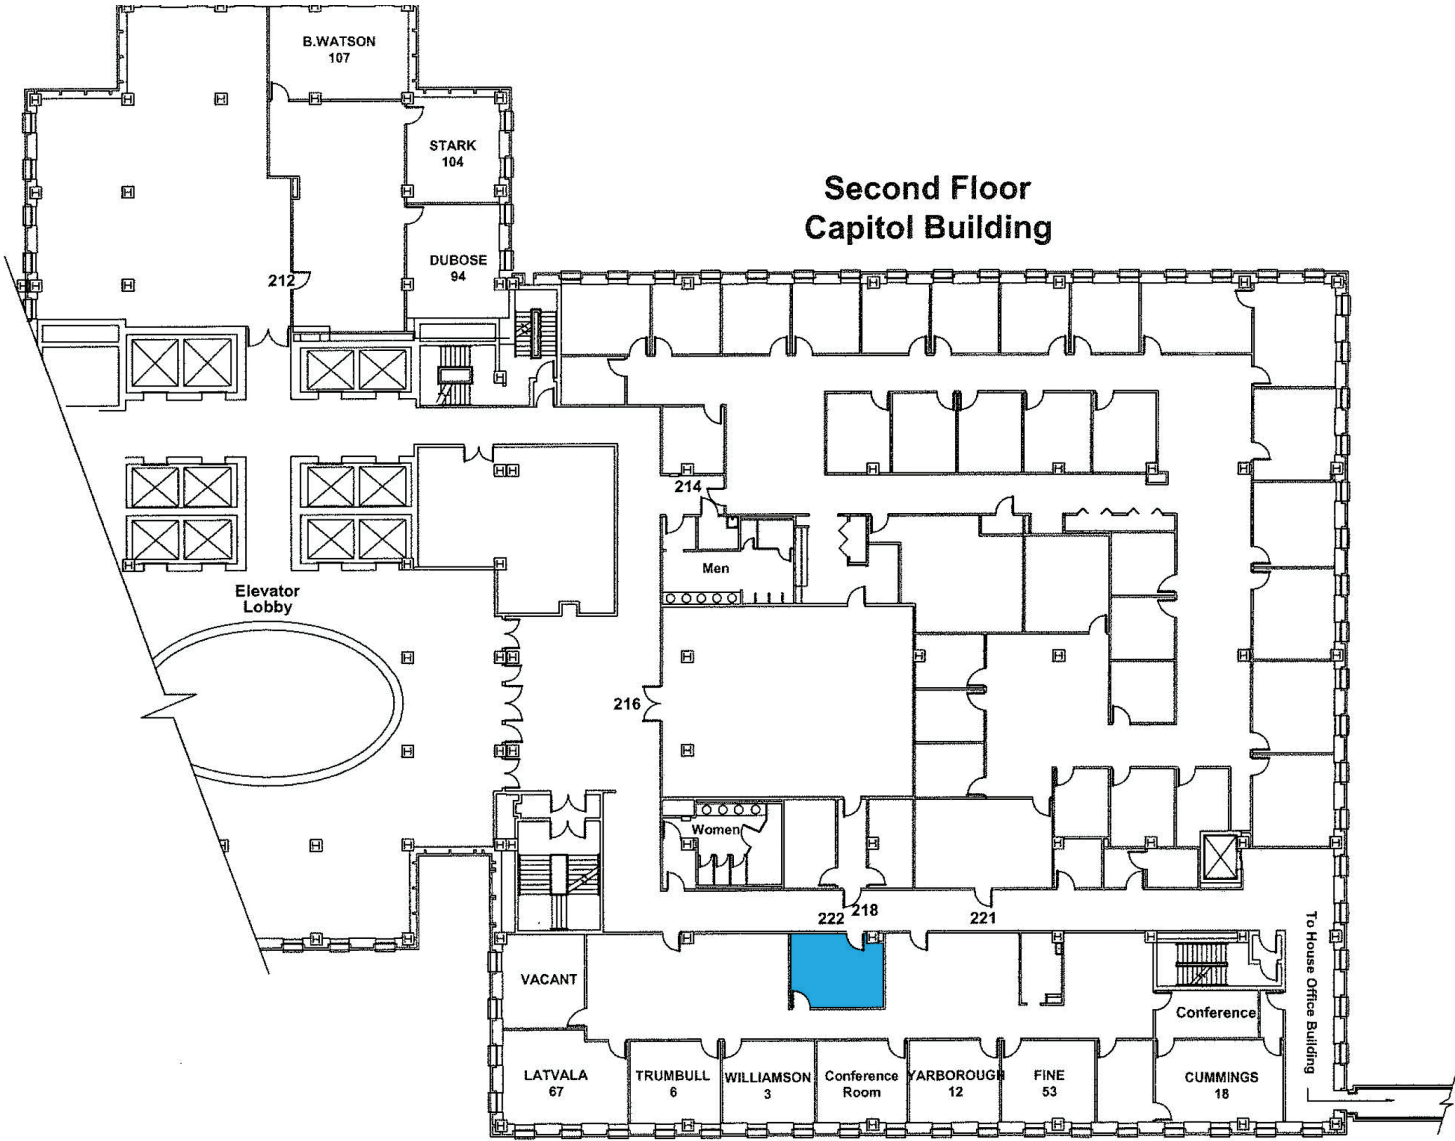 B.WATSON
107
STARK
104
Second Floor
Capitol Building
DUBOSE
94
212
214
Men
Elevator
Lobby
216
Women
222
218
221
To House Office Building
VACANT
Conference
LATVALA
67
TRUMBULL
6
WILLIAMSON
3
Conference
Room
YARBOROUGH
12
FINE
53
CUMMINGS
18